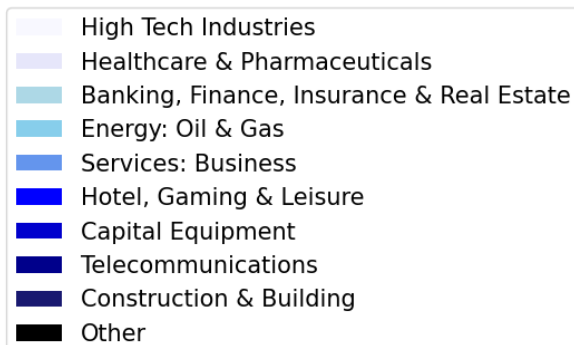 High Tech Industries
Healthcare & Pharmaceuticals
Banking, Finance, Insurance & Real Estate
Energy: Oil & Gas
Services: Business
Hotel, Gaming & Leisure
Capital Equipment
Telecommunications
Construction & Building
Other